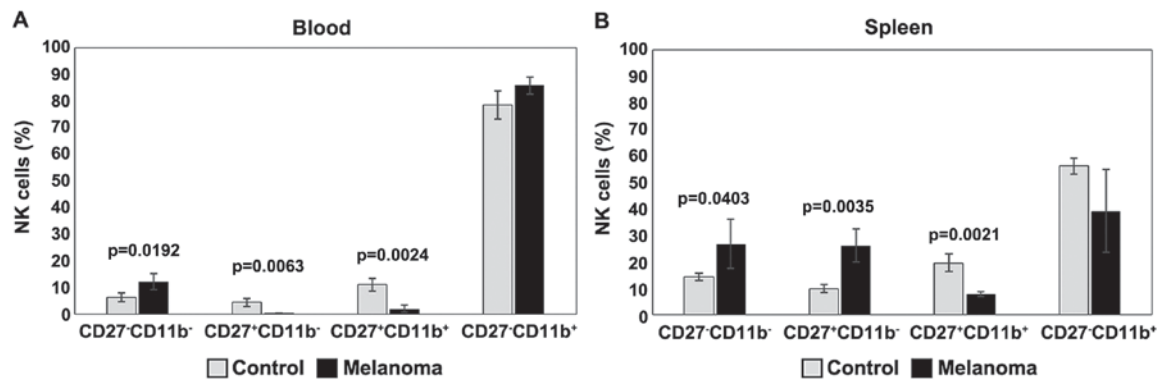 A
Blood
NK cells (%)
100
90
80
70
60
50
40
30
20
10
0
p=0.0192
p=0.0063
p=0.0024
CD27⁻CD11b⁻ CD27⁺CD11b⁻ CD27⁺CD11b⁺ CD27⁻CD11b⁺
Control Melanoma
B
Spleen
NK cells (%)
100
90
80
70
60
50
40
30
20
10
0
p=0.0403
p=0.0035
p=0.0021
CD27⁻CD11b⁻ CD27⁺CD11b⁻ CD27⁺CD11b⁺ CD27⁻CD11b⁺
Control Melanoma